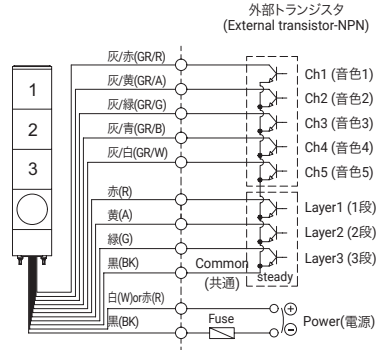 外部トランジスタ
(External transistor-NPN)
灰/赤(GR/R)
灰/黄(GR/A)
灰/緑(GR/G)
灰/青(GR/B)
灰/白(GR/W)
Ch1 (音色1)
Ch2 (音色2)
Ch3 (音色3)
Ch4 (音色4)
Ch5 (音色5)
1
2
3
赤(R)
黄(A)
緑(G)
黒(BK)
Layer1 (1段)
Layer2 (2段)
Layer3 (3段)
Common
(共通)
steady
白(W)or赤(R)
黒(BK)
Fuse
Power(電源)